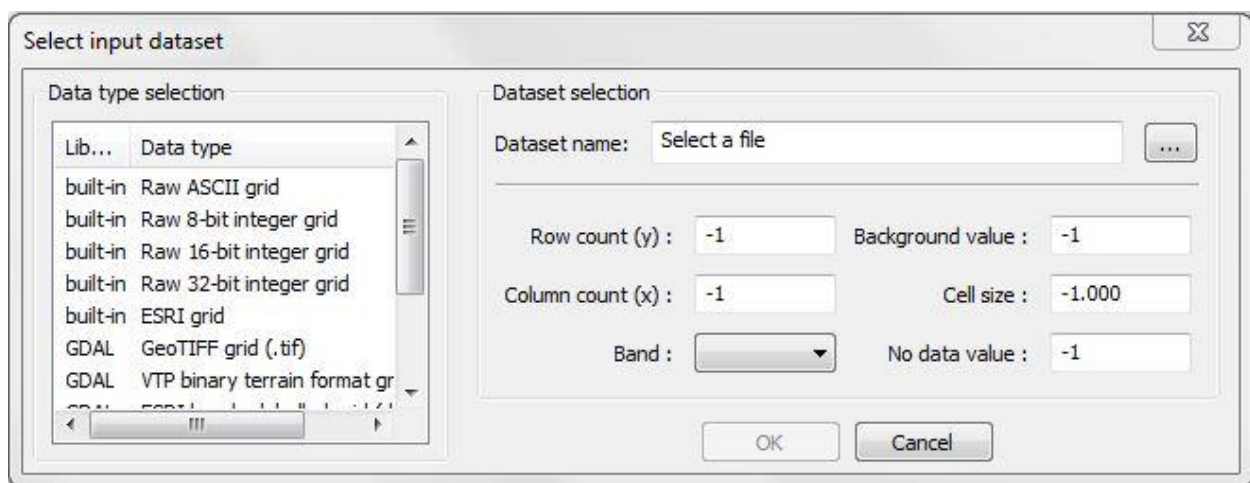 Select input dataset
Data type selection
Lib... Data type
built-in Raw ASCII grid
built-in Raw 8-bit integer grid
built-in Raw 16-bit integer grid
built-in Raw 32-bit integer grid
built-in ESRI grid
GDAL GeoTIFF grid (.tif)
GDAL VTP binary terrain format gr
Dataset selection
Dataset name: Select a file ...
Row count (y) : -1 Background value : -1
Column count (x) : -1 Cell size : -1.000
Band : No data value : -1
OK Cancel